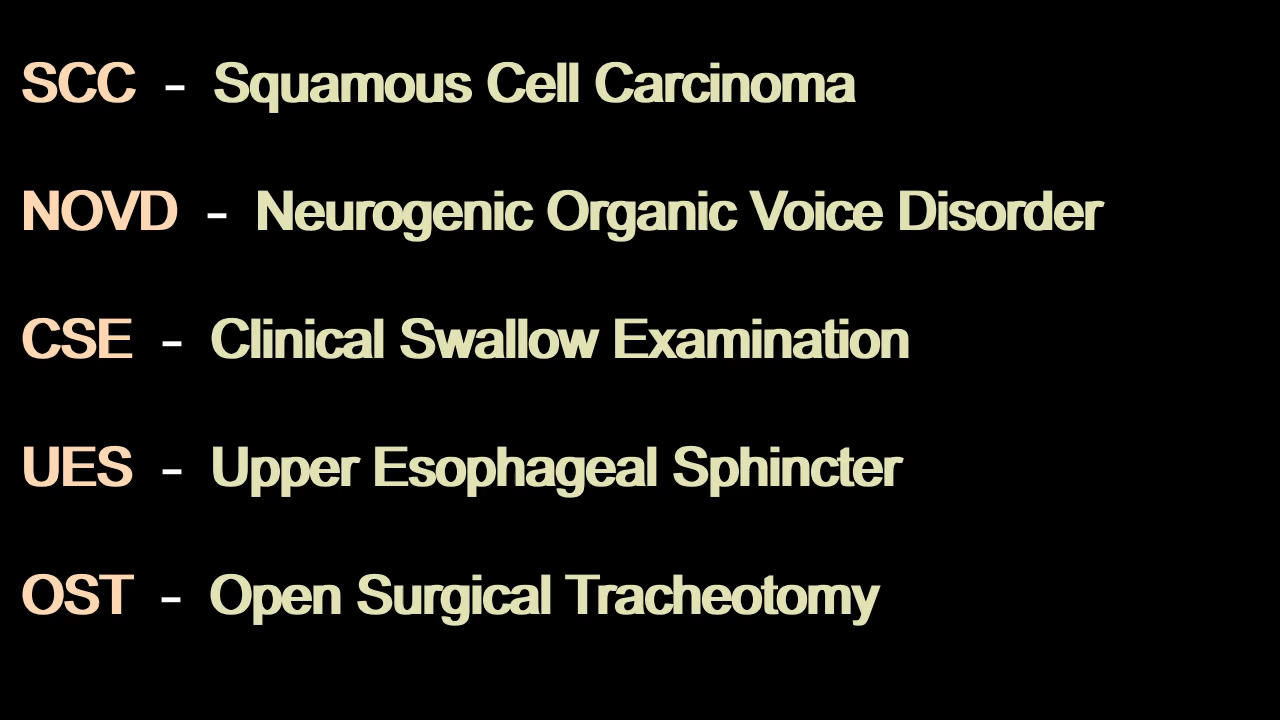 SCC - Squamous Cell Carcinoma
NOVD - Neurogenic Organic Voice Disorder
CSE - Clinical Swallow Examination
UES - Upper Esophageal Sphincter
OST - Open Surgical Tracheotomy